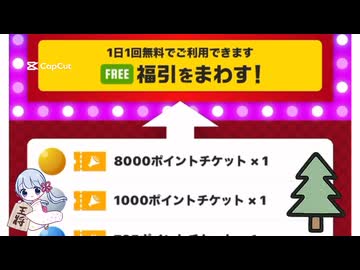 1日1回無料でご利用できます
CapCut
FREE 福引をまわす!
8000ポイントチケット × 1
1000ポイントチケット × 1
王将